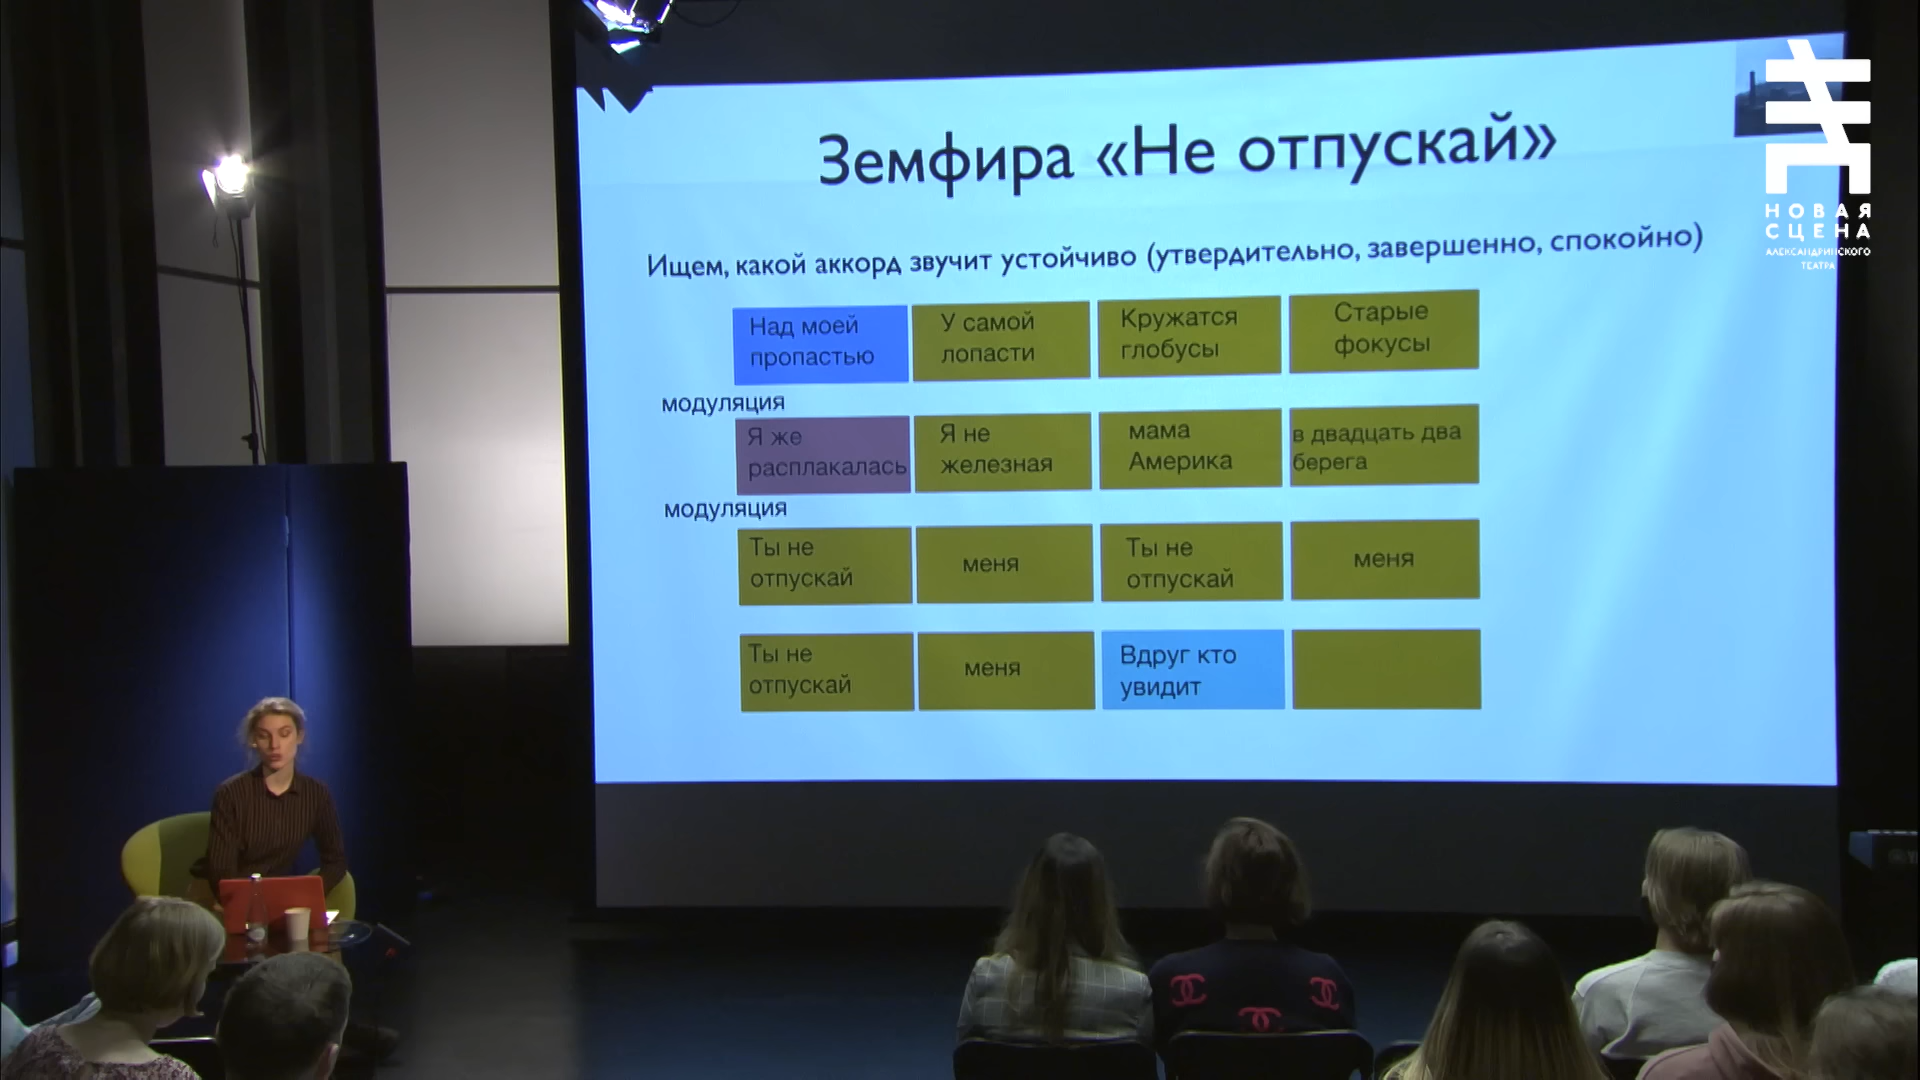 Земфира «Не отпускай»
НОВАЯ
СЦЕНА
АЛЕКСАНДРИНСКОГО
ТЕАТРА
Ищем, какой аккорд звучит устойчиво (утвердительно, завершенно, спокойно)
Над моей
пропастью
У самой
лопасти
Кружатся
глобусы
Старые
фокусы
модуляция
Я же
расплакалась
Я не
железная
мама
Америка
в двадцать два
берега
модуляция
Ты не
отпускай
меня
Ты не
отпускай
меня
Ты не
отпускай
меня
Вдруг кто
увидит